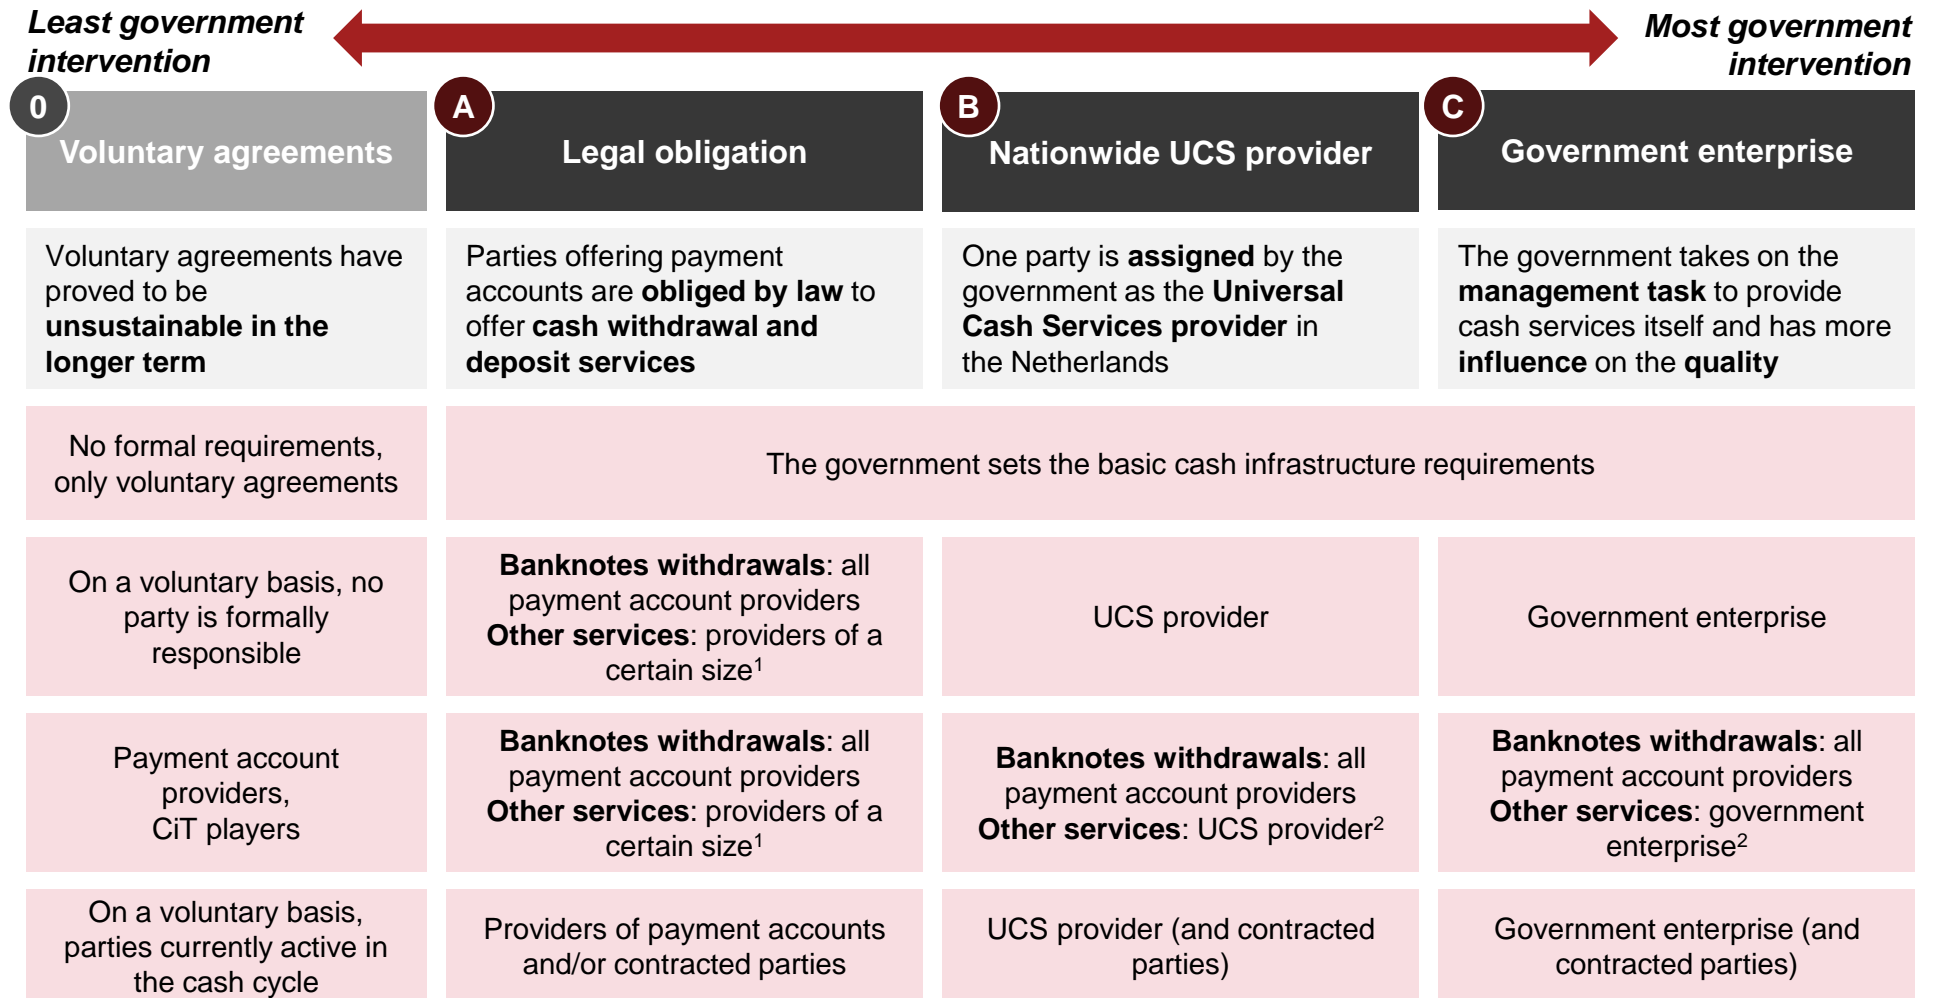 Least government
intervention
Most government
intervention
0
Voluntary agreements
A
Legal obligation
B
Nationwide UCS provider
C
Government enterprise
Voluntary agreements have
proved to be
unsustainable in the
longer term
Parties offering payment
accounts are obliged by law to
offer cash withdrawal and
deposit services
One party is assigned by the
government as the Universal
Cash Services provider in
the Netherlands
The government takes on the
management task to provide
cash services itself and has more
influence on the quality
No formal requirements,
only voluntary agreements
The government sets the basic cash infrastructure requirements
On a voluntary basis, no
party is formally
responsible
Banknotes withdrawals: all
payment account providers
Other services: providers of a
certain size1
UCS provider
Government enterprise
Payment account
providers,
CiT players
Banknotes withdrawals: all
payment account providers
Other services: providers of a
certain size1
Banknotes withdrawals: all
payment account providers
Other services: UCS provider2
Banknotes withdrawals: all
payment account providers
Other services: government
enterprise2
On a voluntary basis,
parties currently active in
the cash cycle
Providers of payment accounts
and/or contracted parties
UCS provider (and contracted
parties)
Government enterprise (and
contracted parties)